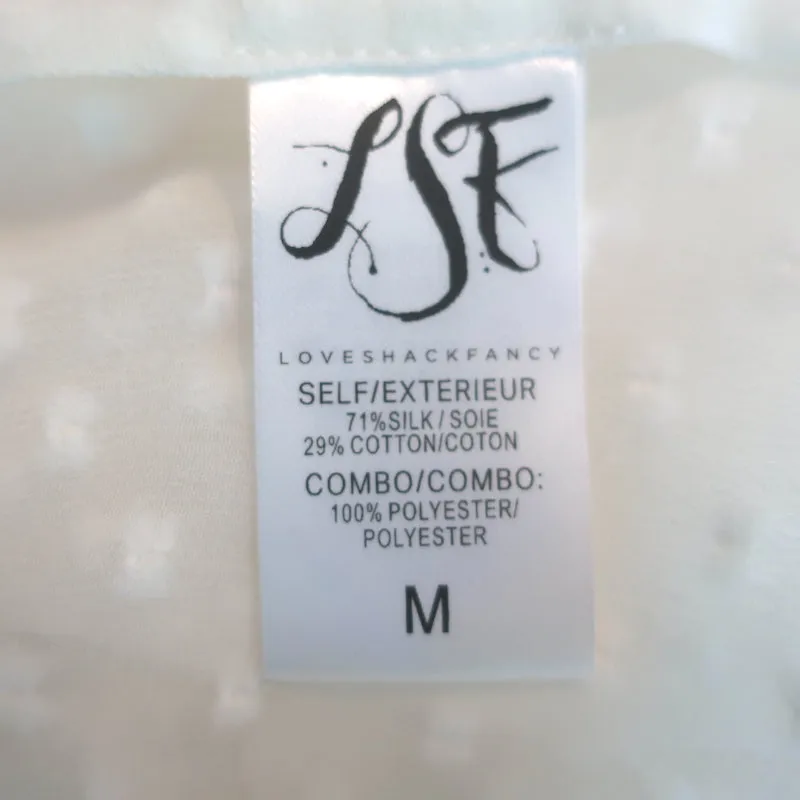 LSF
LOVESHACKFANCY
SELF/EXTERIEUR
71%SILK / SOIE
29% COTTON/COTON
COMBO/COMBO:
100% POLYESTER/
POLYESTER
M